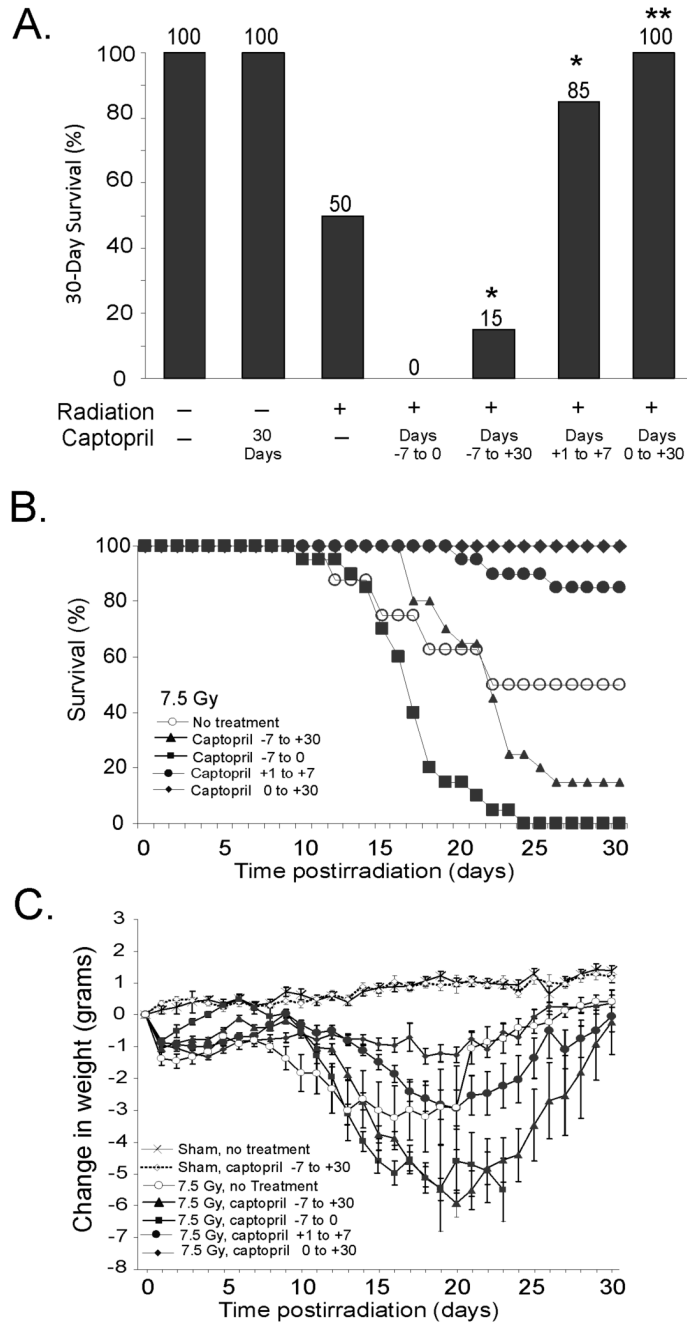 A.
**
100 100 * 100
100
85
80
60
50
40
*
20
15
0
0
30-Day Survival (%)
Radiation – – + + + + +
Captopril – 30 Days – Days -7 to 0 Days -7 to +30 Days +1 to +7 Days 0 to +30
B.
100
80
60
40
20
0
Survival (%)
7.5 Gy
No treatment
Captopril -7 to +30
Captopril -7 to 0
Captopril +1 to +7
Captopril 0 to +30
0 5 10 15 20 25 30
Time postirradiation (days)
C.
3
2
1
0
-1
-2
-3
-4
-5
-6
-7
-8
Change in weight (grams)
Sham, no treatment
Sham, captopril -7 to +30
7.5 Gy, no Treatment
7.5 Gy, captopril -7 to +30
7.5 Gy, captopril -7 to 0
7.5 Gy, captopril +1 to +7
7.5 Gy, captopril 0 to +30
0 5 10 15 20 25 30
Time postirradiation (days)